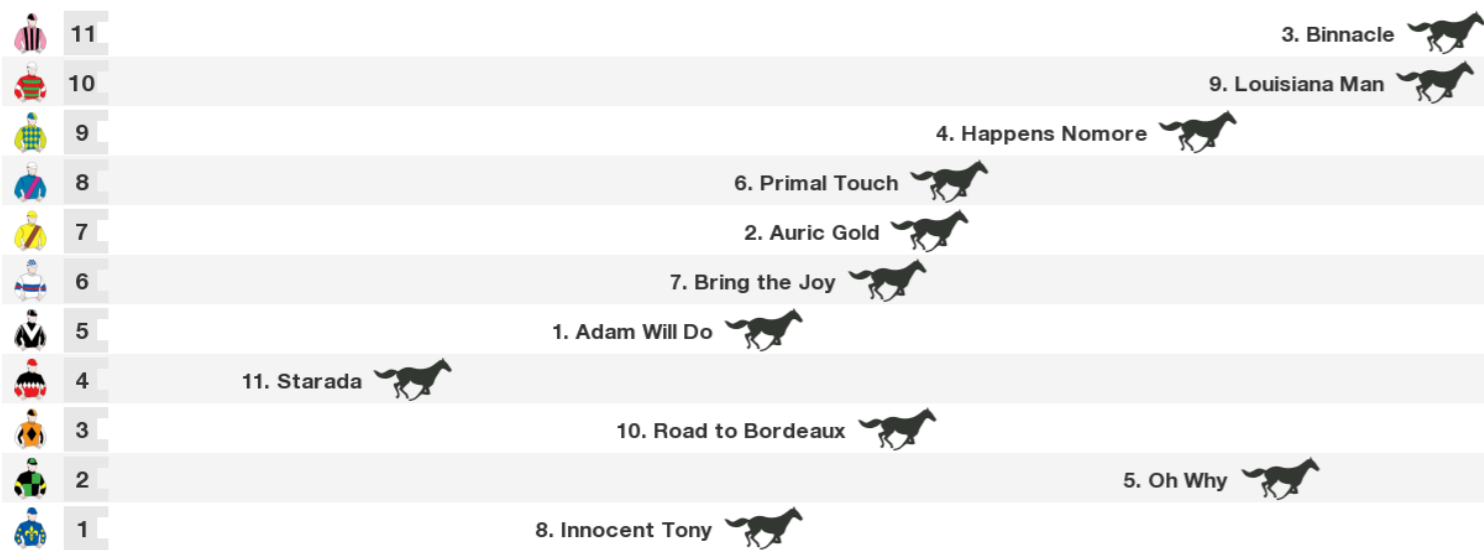 11 3. Binnacle
10 9. Louisiana Man
9 4. Happens Nomore
8 6. Primal Touch
7 2. Auric Gold
6 7. Bring the Joy
5 1. Adam Will Do
4 11. Starada
3 10. Road to Bordeaux
2 5. Oh Why
1 8. Innocent Tony